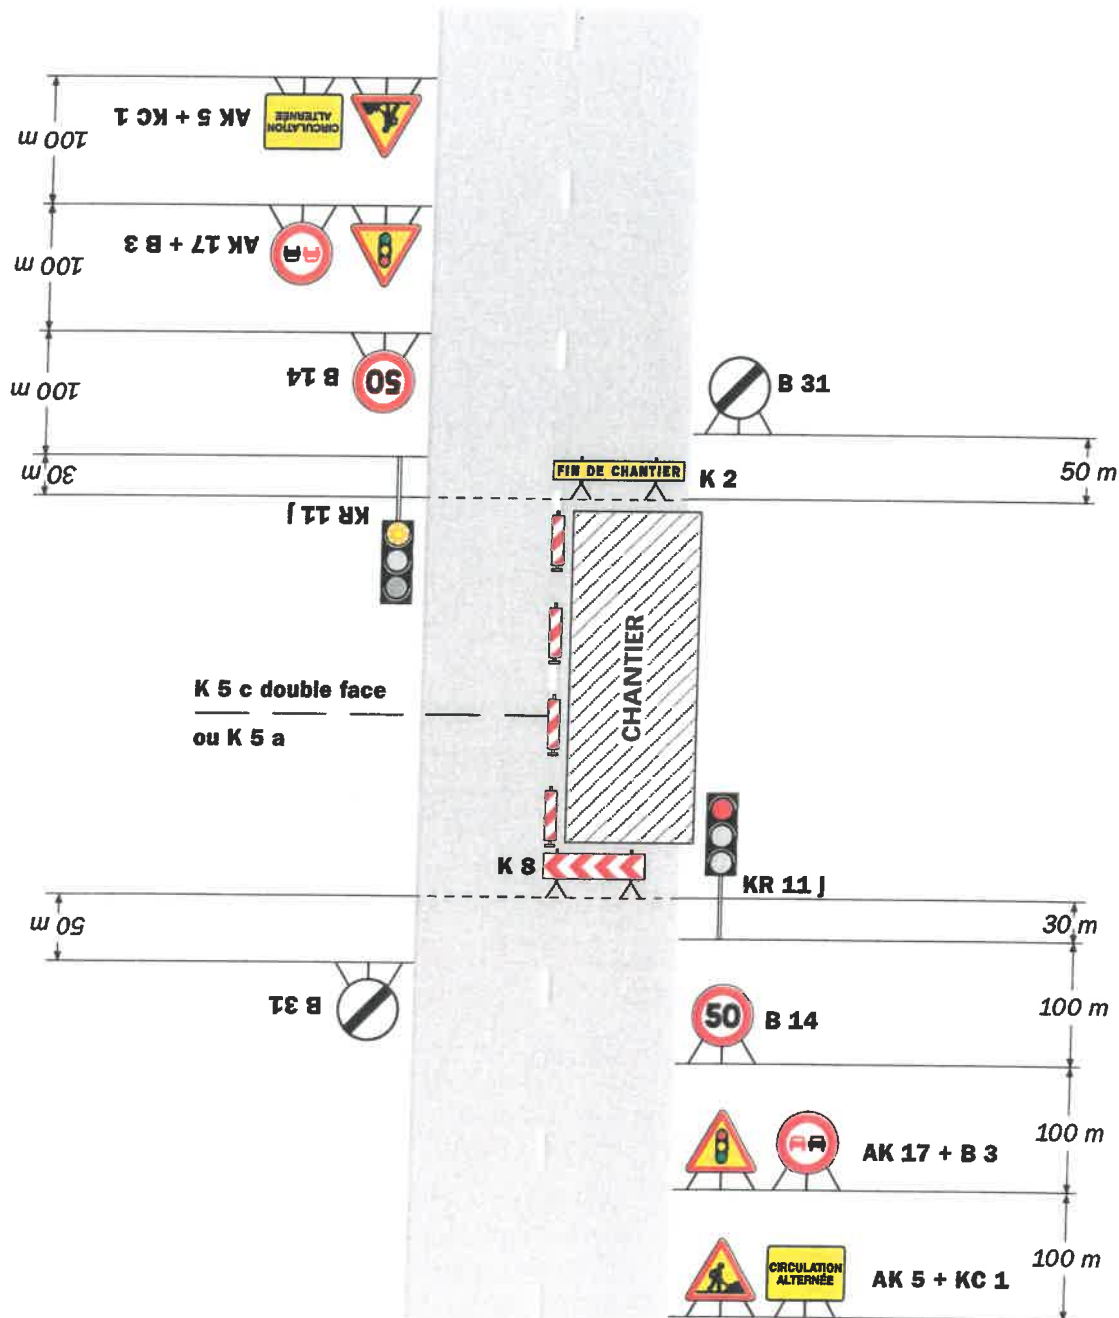 100 m
AK 5 + KC 1
CIRCULATION
ALTERNÉE
100 m
AK 17 + B 3
100 m
B 14
50
B 31
30 m
KR 11 j
FIN DE CHANTIER
K 2
50 m
CHANTIER
K 5 c double face
ou K 5 a
K 8
KR 11 j
50 m
30 m
B 31
50
B 14
100 m
AK 17 + B 3
100 m
CIRCULATION
ALTERNÉE
AK 5 + KC 1
100 m